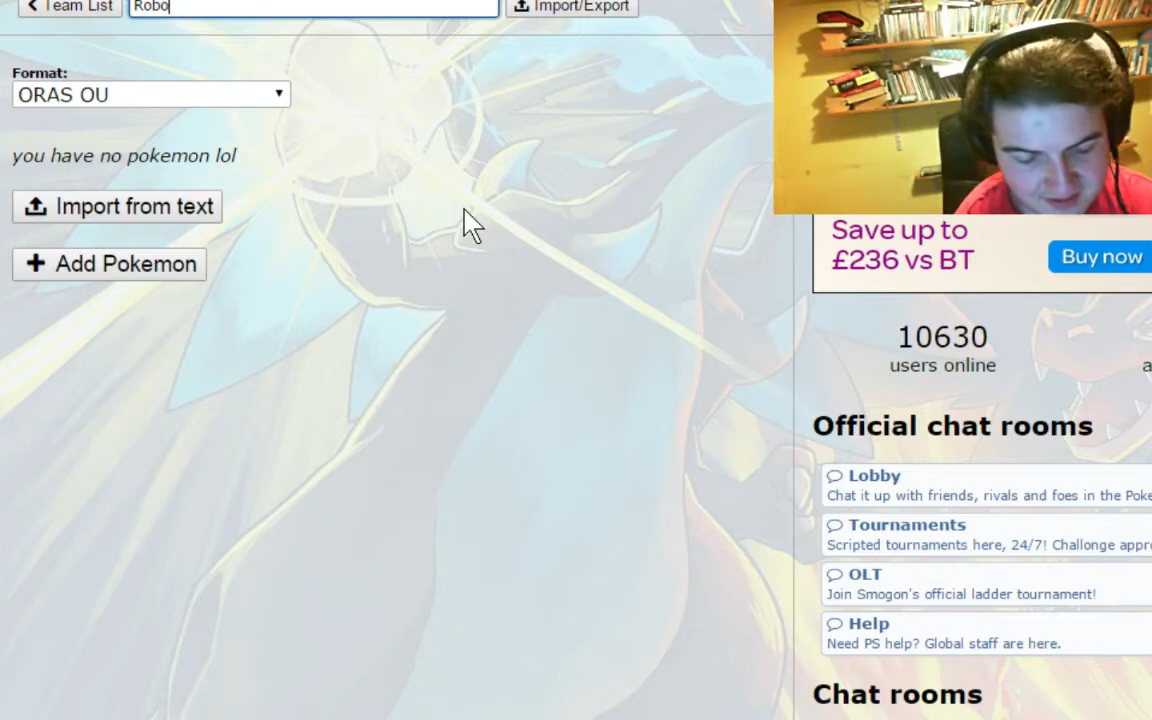 Team List Robo Import/Export
Format:
ORAS OU
you have no pokemon lol
Import from text
Add Pokemon
Save up to
£236 vs BT
Buy now
10630
users online
Official chat rooms
Lobby
Chat it up with friends, rivals and foes in the Poke
Tournaments
Scripted tournaments here, 24/7! Challonge appro
OLT
Join Smogon's official ladder tournament!
Help
Need PS help? Global staff are here.
Chat rooms